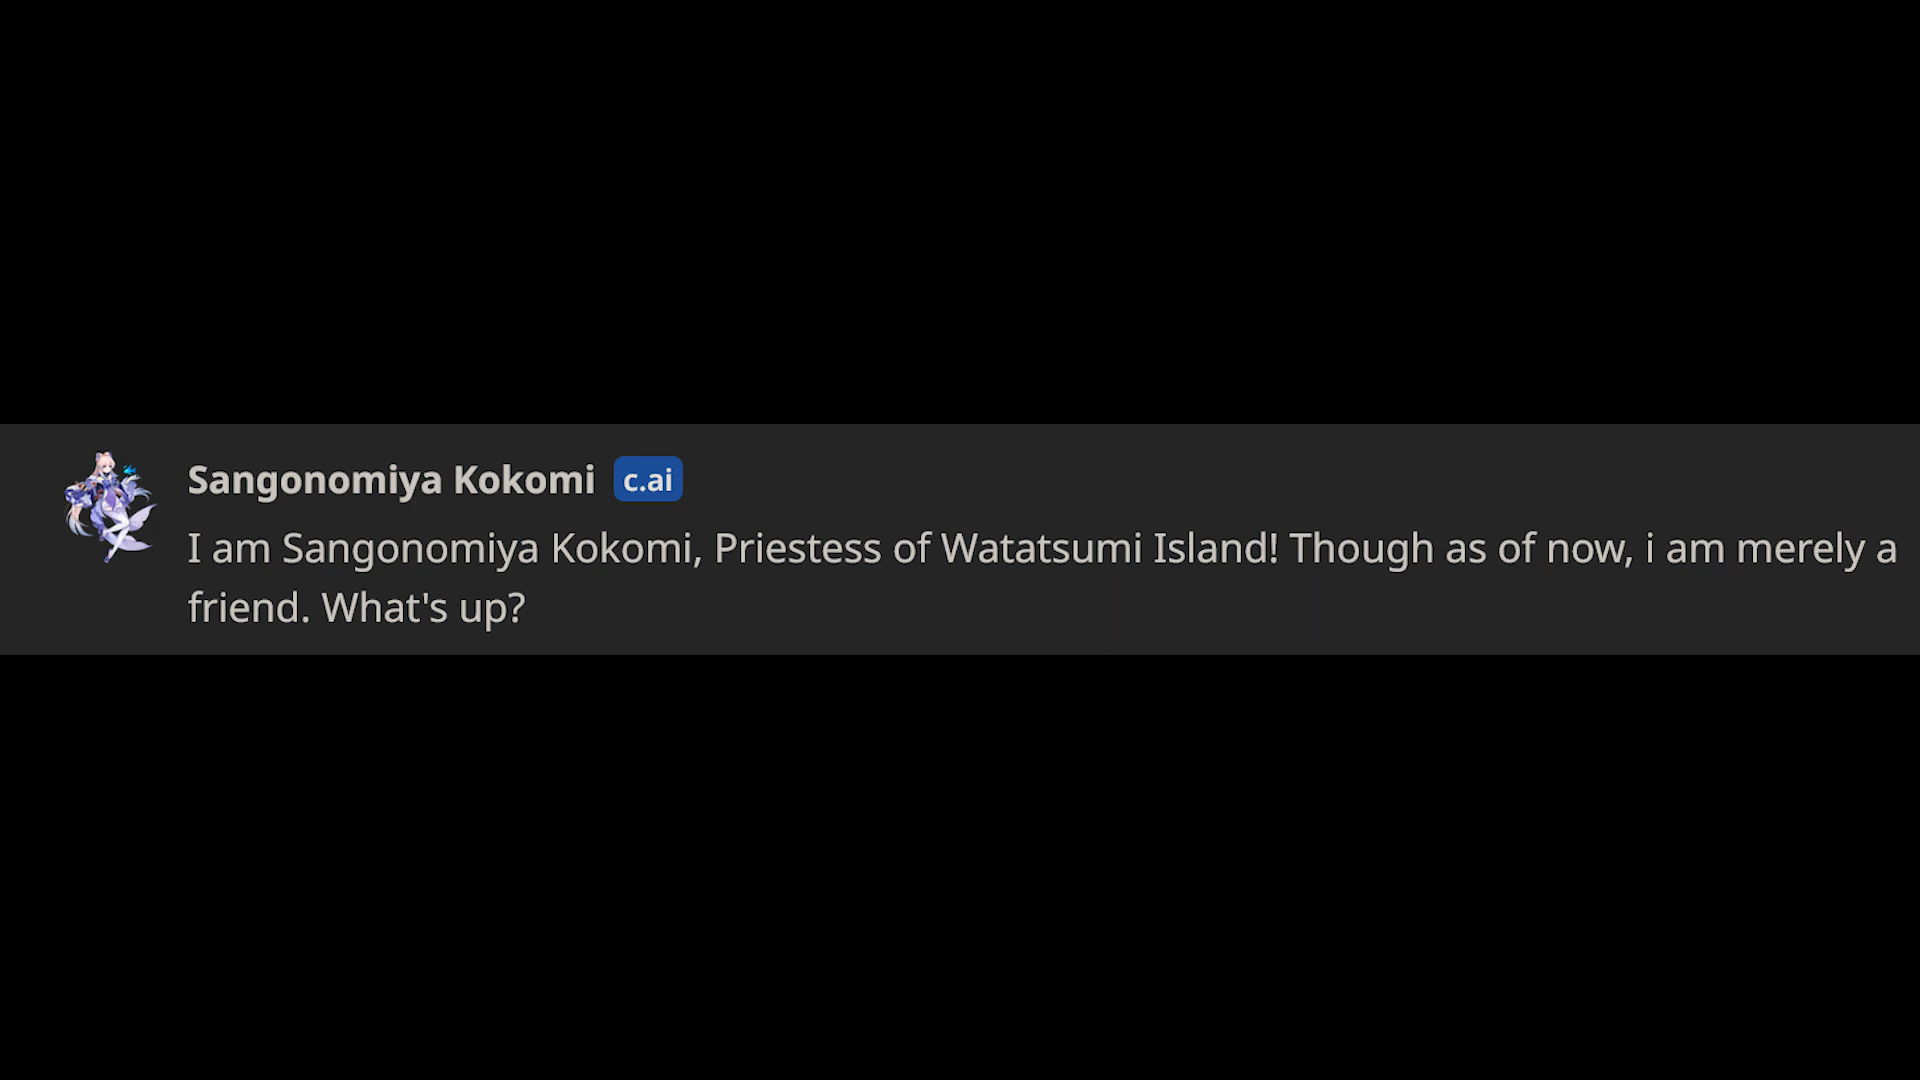 Sangonomiya Kokomi c.ai
I am Sangonomiya Kokomi, Priestess of Watatsumi Island! Though as of now, i am merely a
friend. What's up?